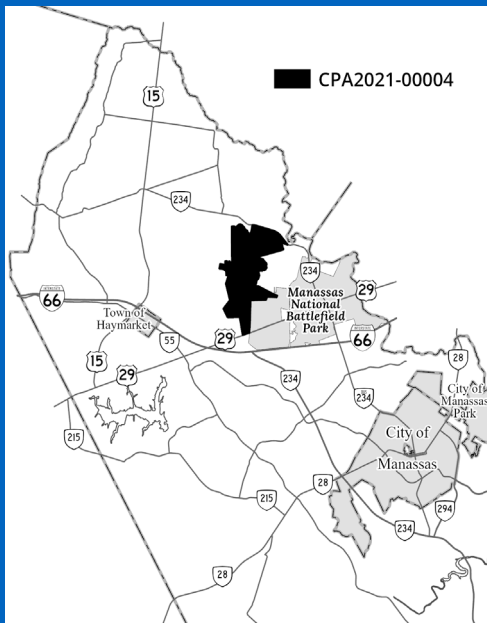 CPA2021-00004
15
234
234
Manassas
National
Battlefield
Park
29
66
Town of
Haymarket
55
29
66
28
15
29
234
234
City of
Manassas
Park
City of
Manassas
215
28
215
294
234
28